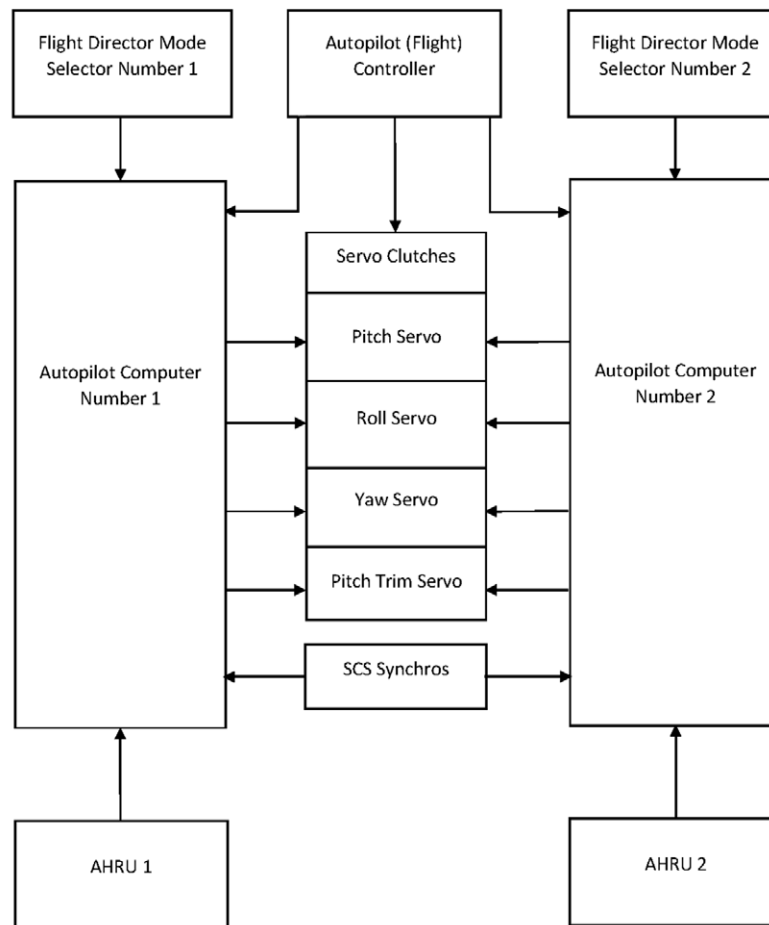 Flight Director Mode
Selector Number 1
Autopilot (Flight)
Controller
Flight Director Mode
Selector Number 2
Servo Clutches
Pitch Servo
Autopilot Computer
Number 1
Autopilot Computer
Number 2
Roll Servo
Yaw Servo
Pitch Trim Servo
SCS Synchros
AHRU 1
AHRU 2